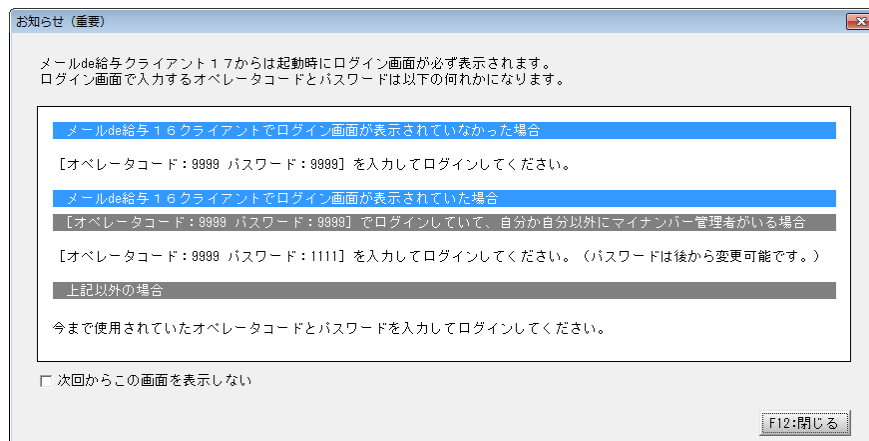 お知らせ（重要）
メールde給与クライアント１７からは起動時にログイン画面が必ず表示されます。
ログイン画面で入力するオペレータコードとパスワードは以下の何れかになります。
メールde給与１６クライアントでログイン画面が表示されていなかった場合
［オペレータコード：9999 パスワード：9999］を入力してログインしてください。
メールde給与１６クライアントでログイン画面が表示されていた場合
［オペレータコード：9999 パスワード：9999］でログインしていて、自分か自分以外にマイナンバー管理者がいる場合
［オペレータコード：9999 パスワード：1111］を入力してログインしてください。（パスワードは後から変更可能です。）
上記以外の場合
今まで使用されていたオペレータコードとパスワードを入力してログインしてください。
次回からこの画面を表示しない
F12:閉じる